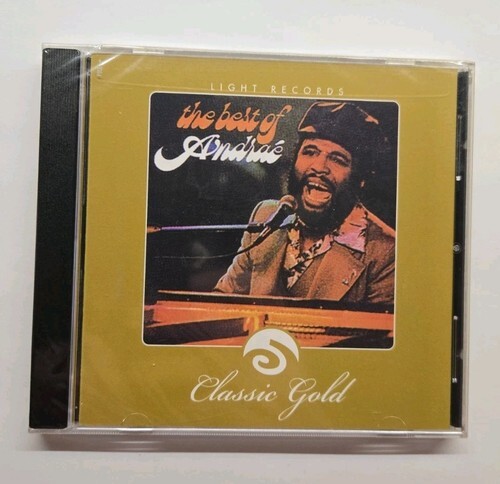 LIGHT RECORDS
the best of
Andraé
Classic Gold